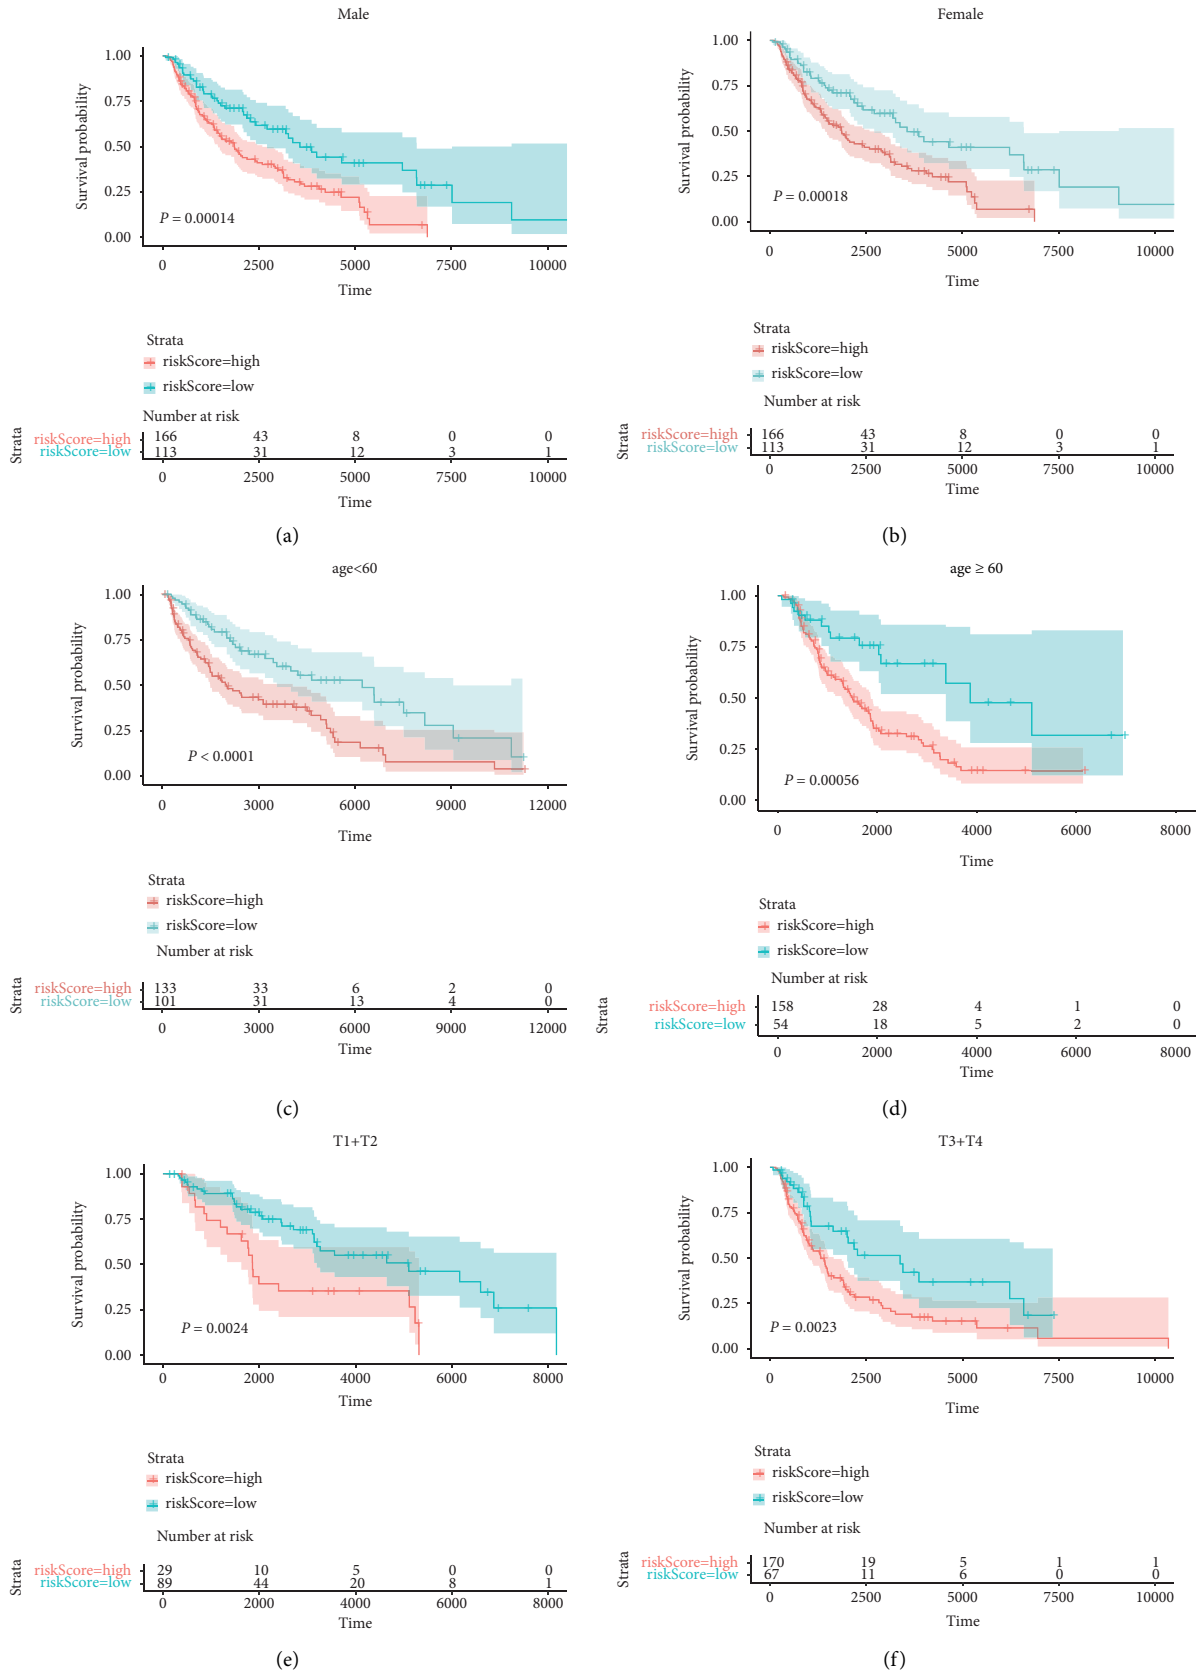 Male
Survival probability
1.00
0.75
0.50
0.25
0.00
P = 0.00014
0 2500 5000 7500 10000
Time
Strata
riskScore=high
riskScore=low
Number at risk
Strata
riskScore=high 166 43 8 0 0
riskScore=low 113 31 12 3 1
0 2500 5000 7500 10000
Time
(a)
Female
Survival probability
1.00
0.75
0.50
0.25
0.00
P = 0.00018
0 2500 5000 7500 10000
Time
Strata
riskScore=high
riskScore=low
Number at risk
Strata
riskScore=high 166 43 8 0 0
riskScore=low 113 31 12 3 1
0 2500 5000 7500 10000
Time
(b)
age<60
Survival probability
1.00
0.75
0.50
0.25
0.00
P < 0.0001
0 3000 6000 9000 12000
Time
Strata
riskScore=high
riskScore=low
Number at risk
Strata
riskScore=high 133 33 6 2 0
riskScore=low 101 31 13 4 0
0 3000 6000 9000 12000
Time
(c)
age ≥ 60
Survival probability
1.00
0.75
0.50
0.25
0.00
P = 0.00056
0 2000 4000 6000 8000
Time
Strata
riskScore=high
riskScore=low
Number at risk
Strata
riskScore=high 158 28 4 1 0
riskScore=low 54 18 5 2 0
0 2000 4000 6000 8000
Time
(d)
T1+T2
Survival probability
1.00
0.75
0.50
0.25
0.00
P = 0.0024
0 2000 4000 6000 8000
Time
Strata
riskScore=high
riskScore=low
Number at risk
Strata
riskScore=high 29 10 5 0 0
riskScore=low 89 44 20 8 1
0 2000 4000 6000 8000
Time
(e)
T3+T4
Survival probability
1.00
0.75
0.50
0.25
0.00
P = 0.0023
0 2500 5000 7500 10000
Time
Strata
riskScore=high
riskScore=low
Number at risk
Strata
riskScore=high 170 19 5 1 1
riskScore=low 67 11 6 0 0
0 2500 5000 7500 10000
Time
(f)